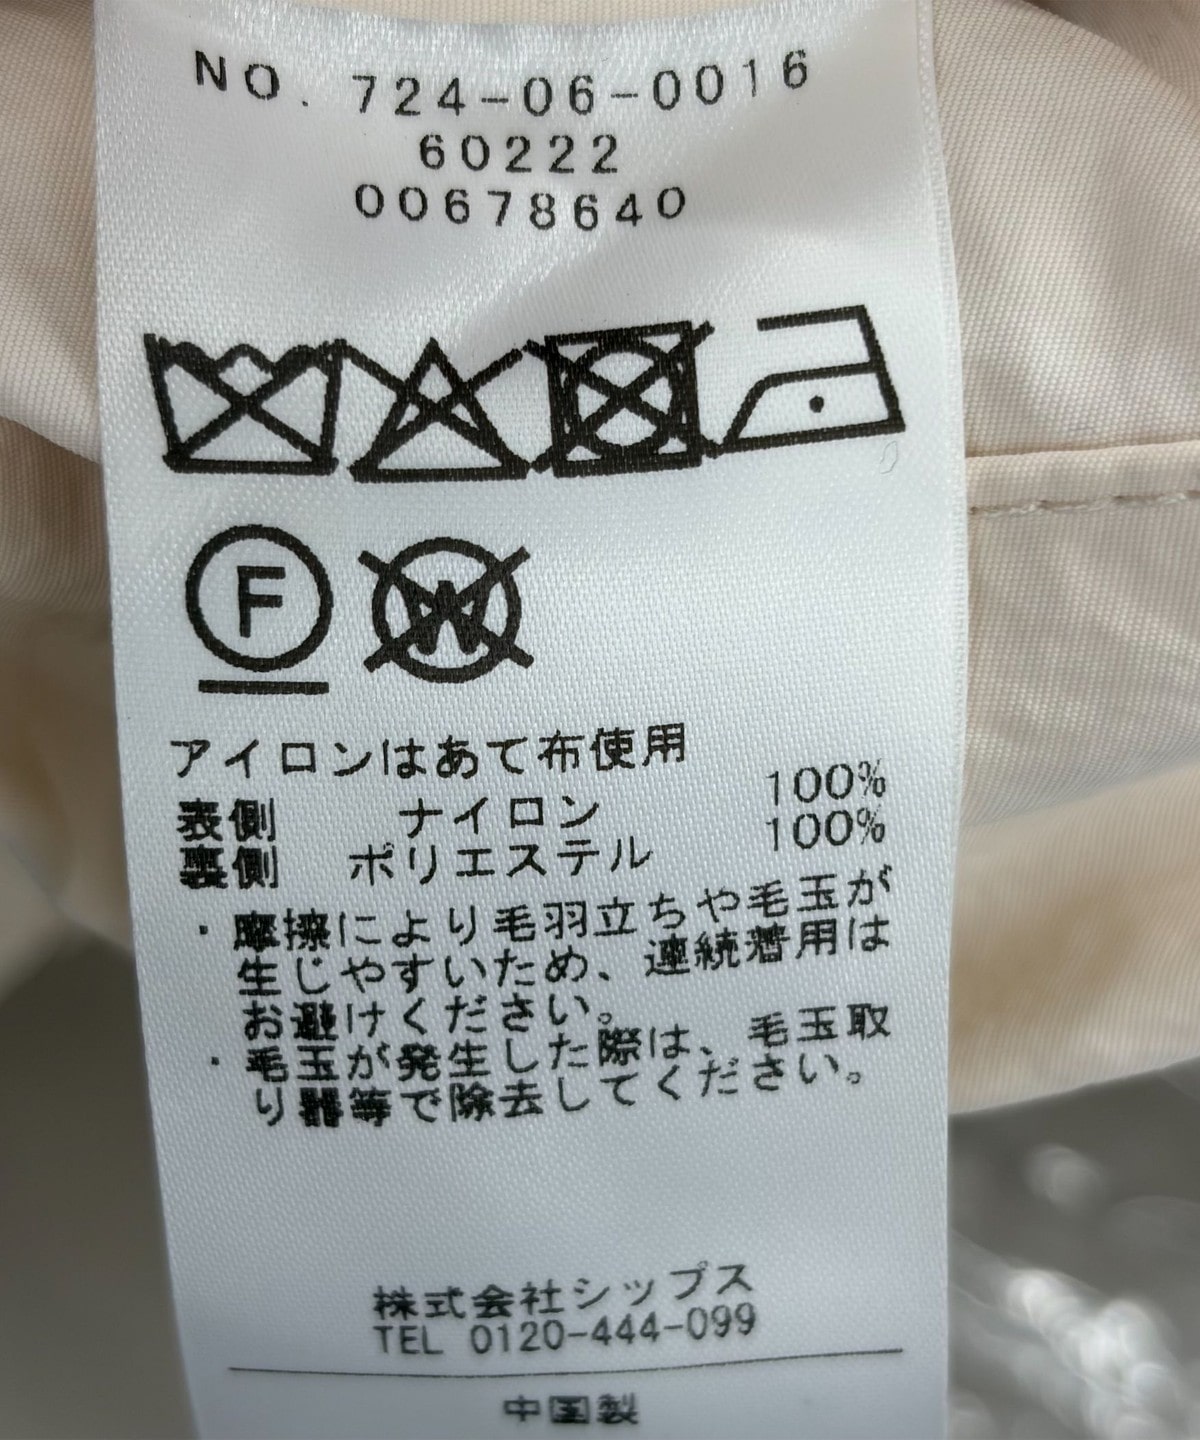 NO. 724-06-0016
60222
00678640
F W
アイロンはあて布使用
表側 ナイロン 100%
裏側 ポリエステル 100%
・摩擦により毛羽立ちや毛玉が
生じやすいため、連続着用は
お避けください。
・毛玉が発生した際は、毛玉取
り器等で除去してください。
株式会社シップス
TEL 0120-444-099
中国製